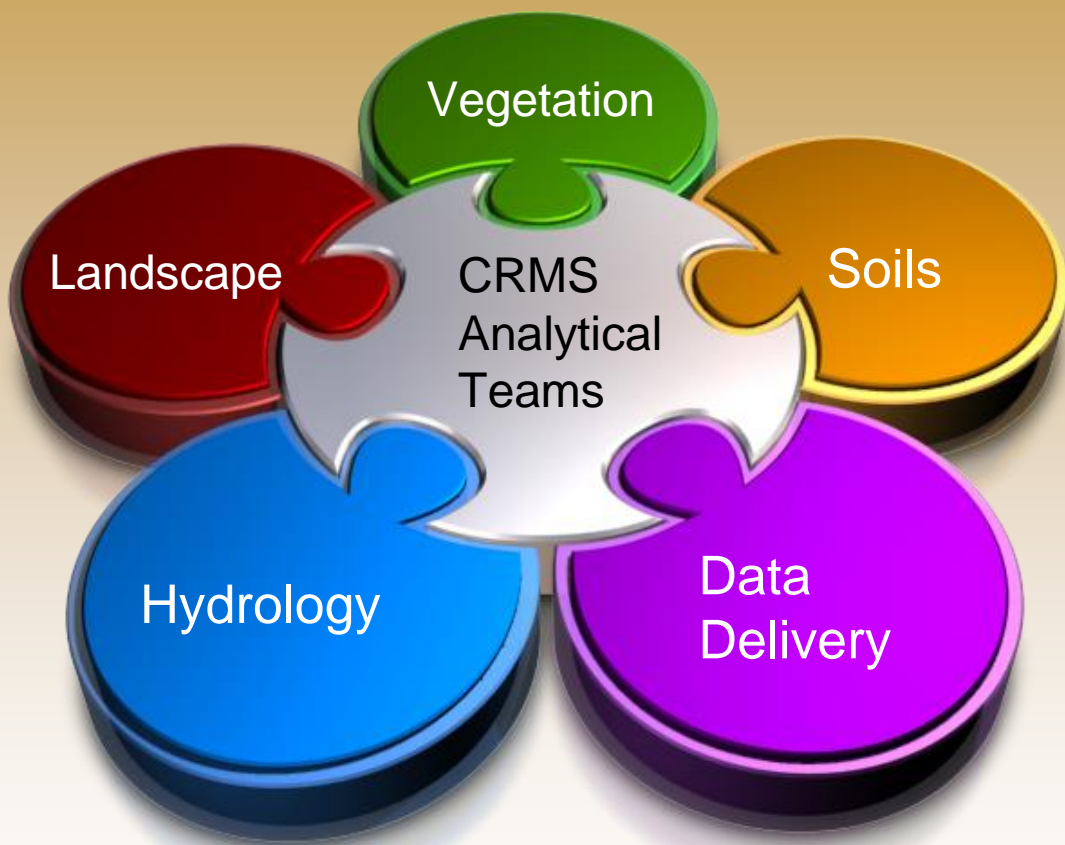 Vegetation
Landscape
CRMS
Analytical
Teams
Soils
Hydrology
Data
Delivery